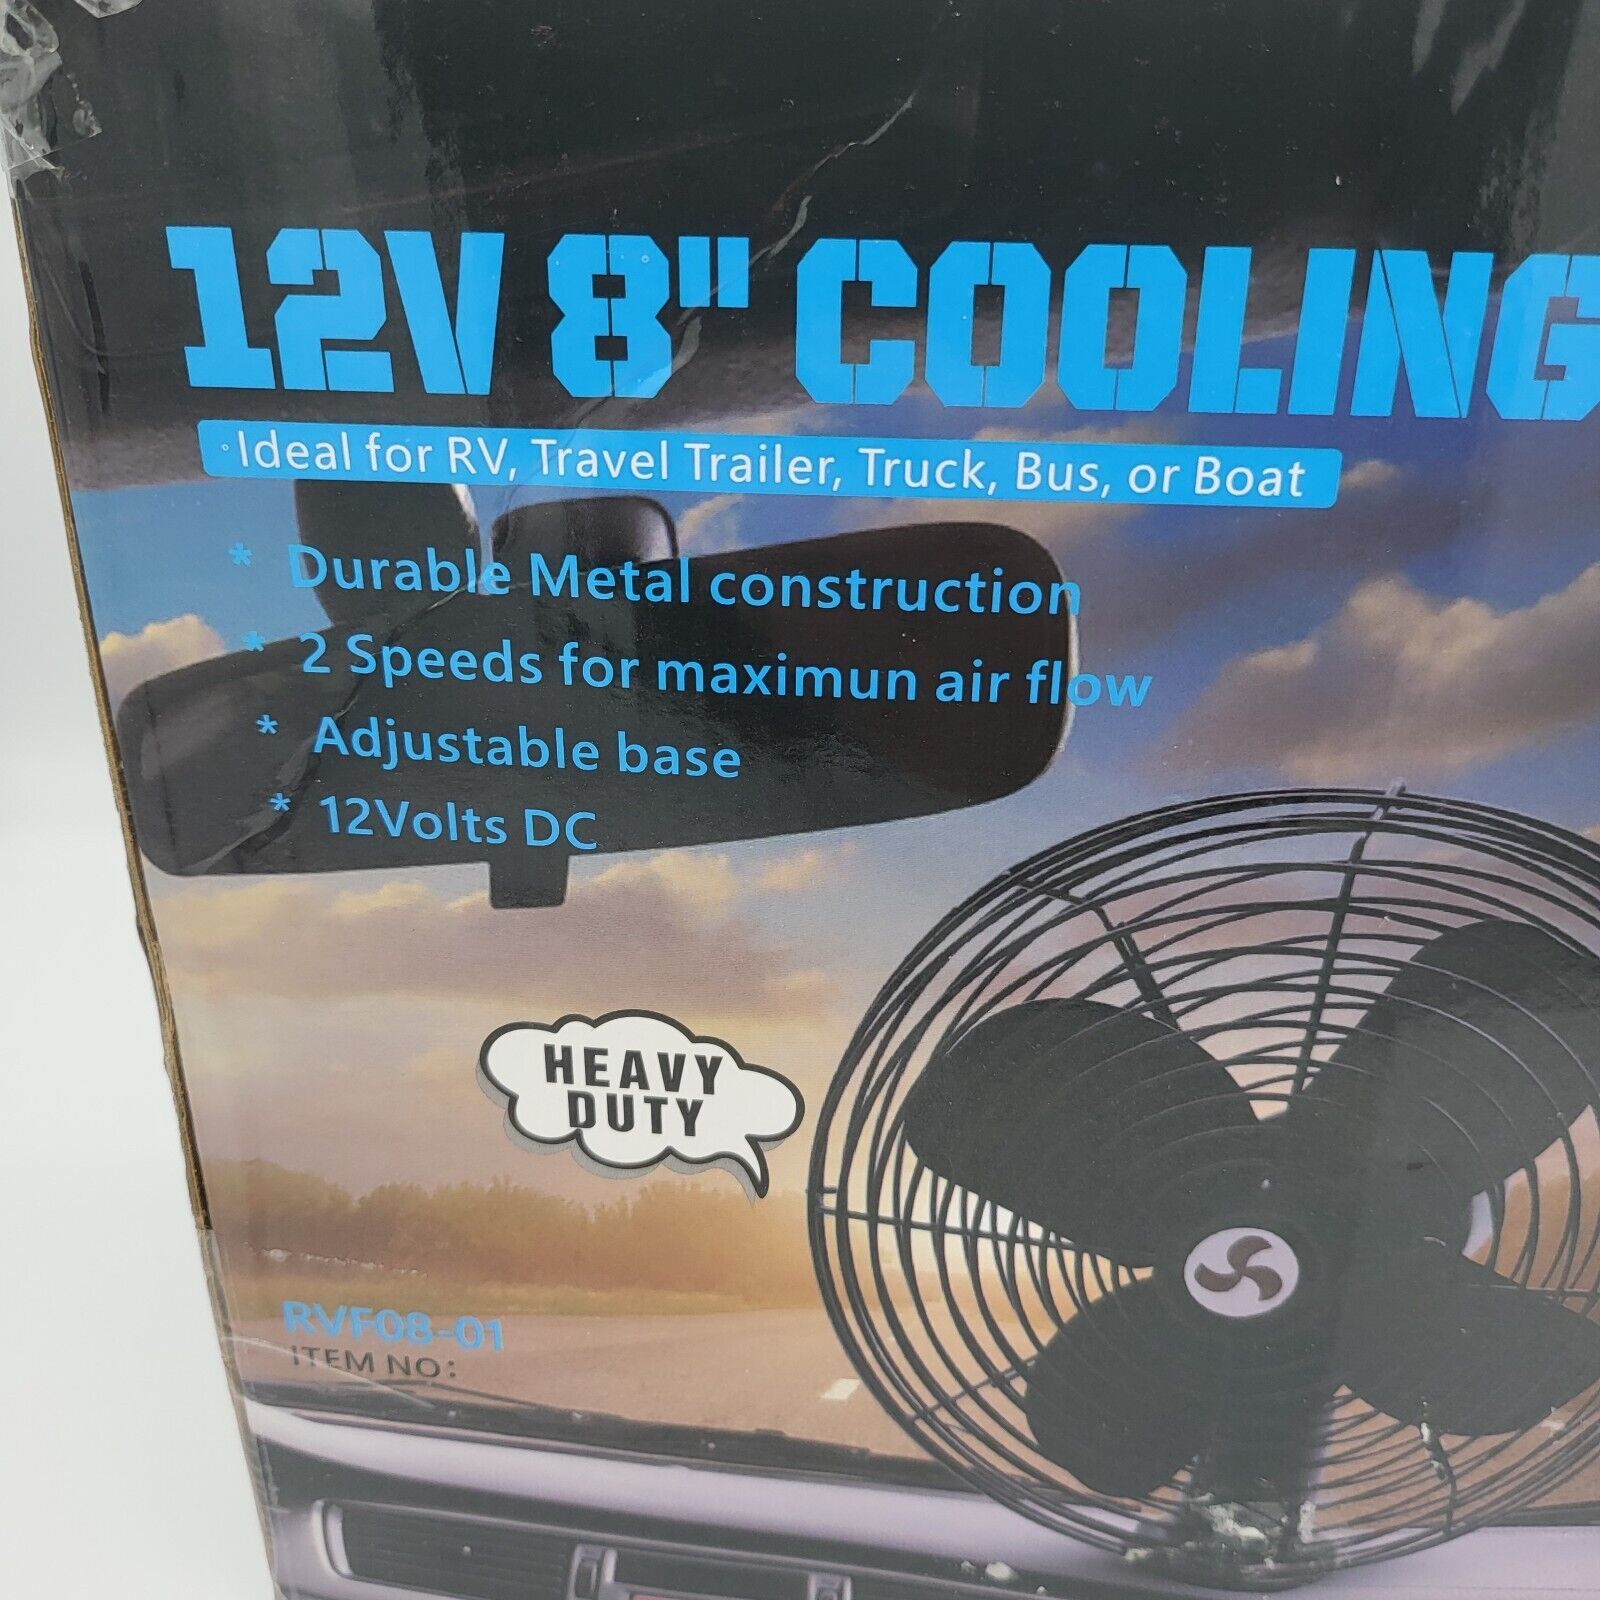 12V 8" COOLING
Ideal for RV, Travel Trailer, Truck, Bus, or Boat
* Durable Metal construction
* 2 Speeds for maximun air flow
* Adjustable base
* 12Volts DC
HEAVY
DUTY
RVF08-01
ITEM NO: